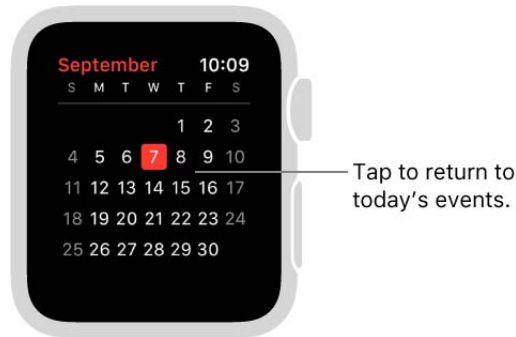 September 10:09
S M T W T F S
1 2 3
4 5 6 7 8 9 10
11 12 13 14 15 16 17
18 19 20 21 22 23 24
25 26 27 28 29 30
Tap to return to
today's events.